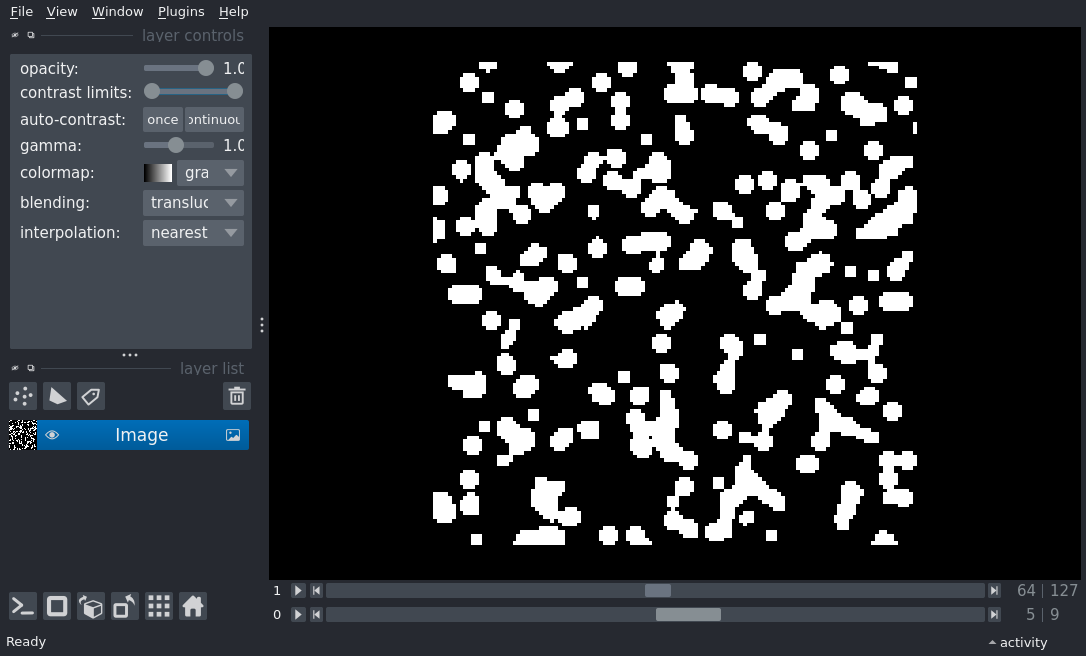 File View Window Plugins Help
layer controls
opacity: 1.0
contrast limits:
auto-contrast: once ontinuou
gamma: 1.0
colormap: gra
blending: transluc
interpolation: nearest
layer list
Image
1 64 127
0 5 9
Ready activity